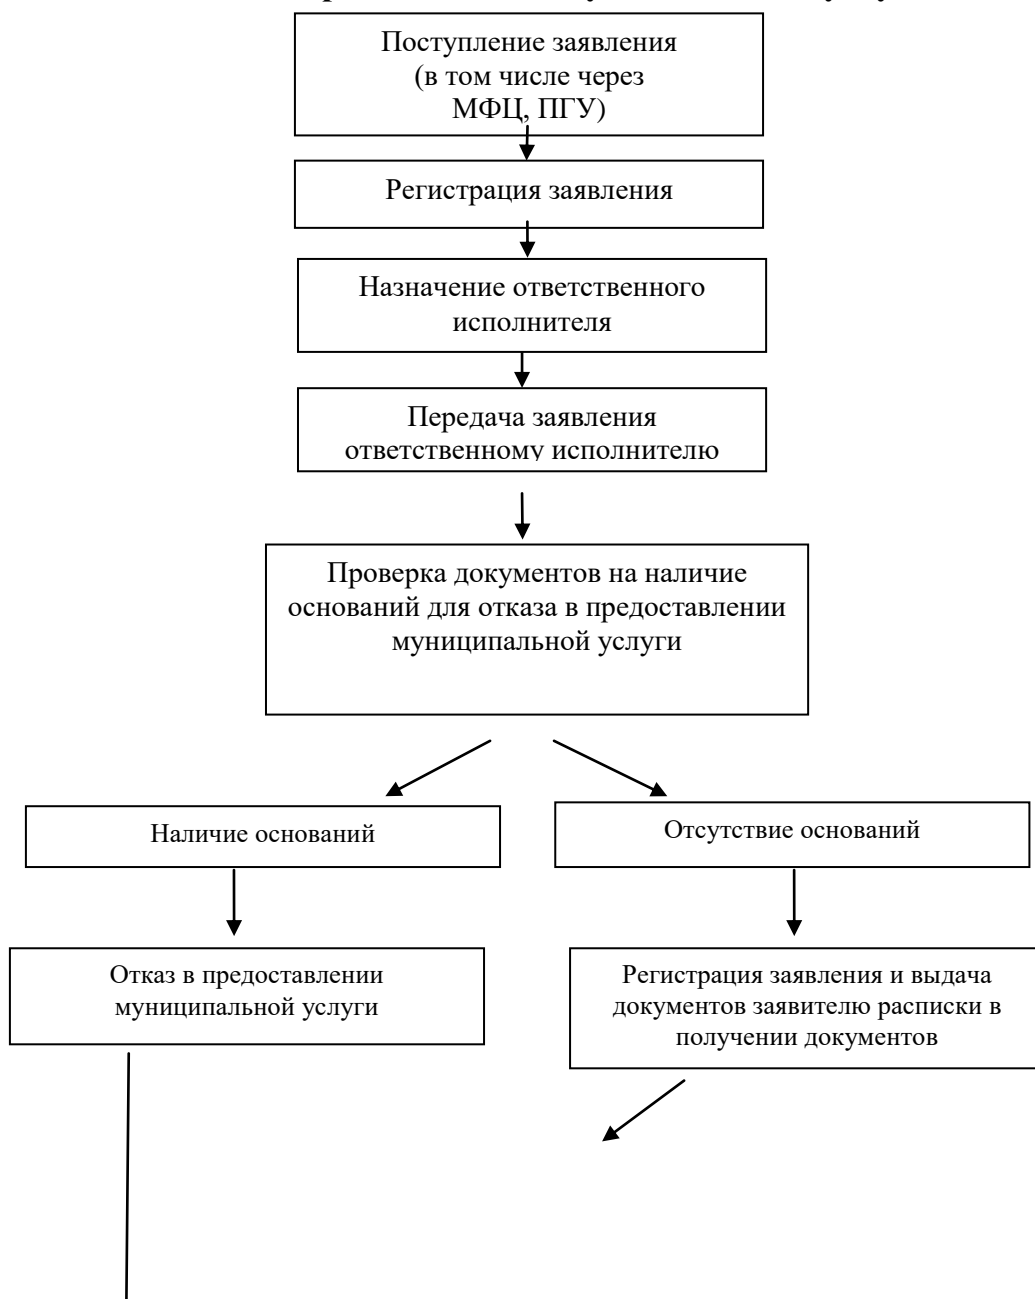 Поступление заявления
(в том числе через
МФЦ, ПГУ)
Регистрация заявления
Назначение ответственного
исполнителя
Передача заявления
ответственному исполнителю
Проверка документов на наличие
оснований для отказа в предоставлении
муниципальной услуги
Наличие оснований
Отсутствие оснований
Отказ в предоставлении
муниципальной услуги
Регистрация заявления и выдача
документов заявителю расписки в
получении документов